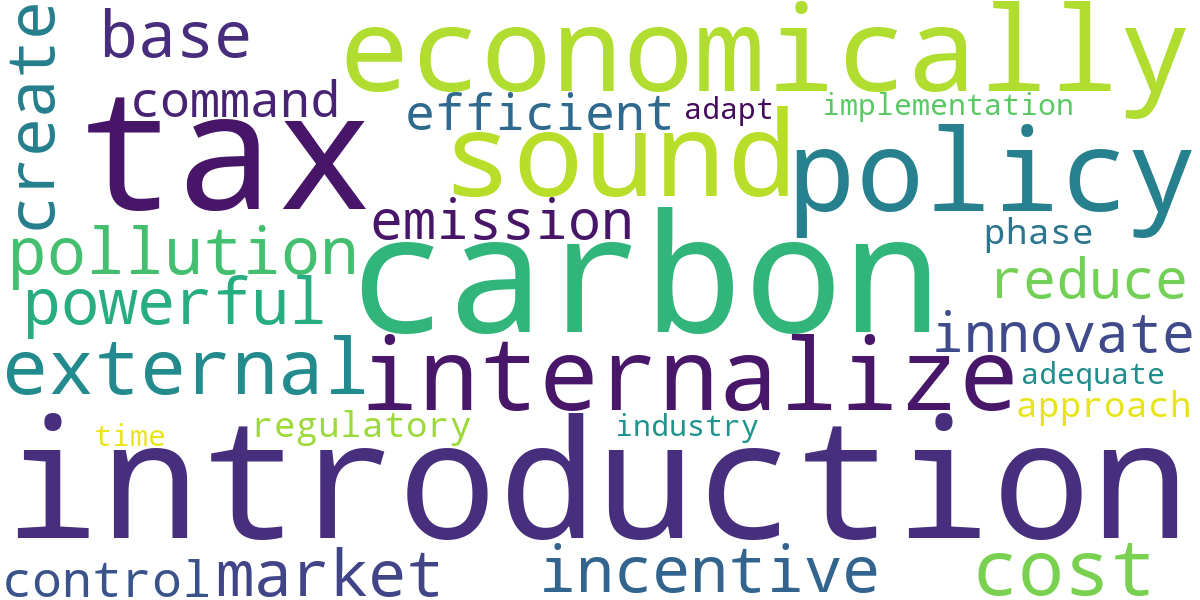 create
base
economically
command
tax
efficient
adapt
implementation
sound
policy
emission
pollution
carbon
phase
powerful
reduce
innovate
external
internalize
adequate
approach
time
regulatory
industry
introduction
control
market
incentive
cost